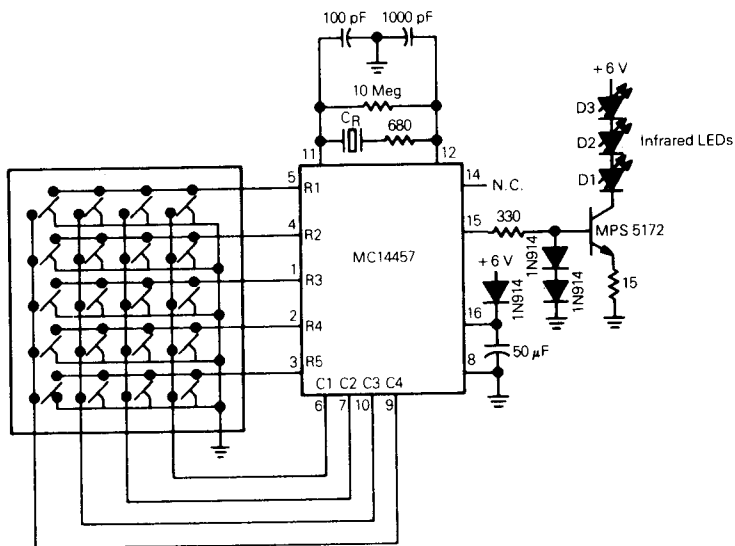 100 pF
1000 pF
10 Meg
CR
680
11
12
+ 6 V
D3
D2
D1
Infrared LEDs
5
R1
4
R2
1
R3
2
R4
3
R5
MC14457
14
N.C.
15
330
MPS 5172
1N914
1N914
15
+ 6 V
1N914
16
50 µF
8
C1 C2 C3 C4
6
7
10
9